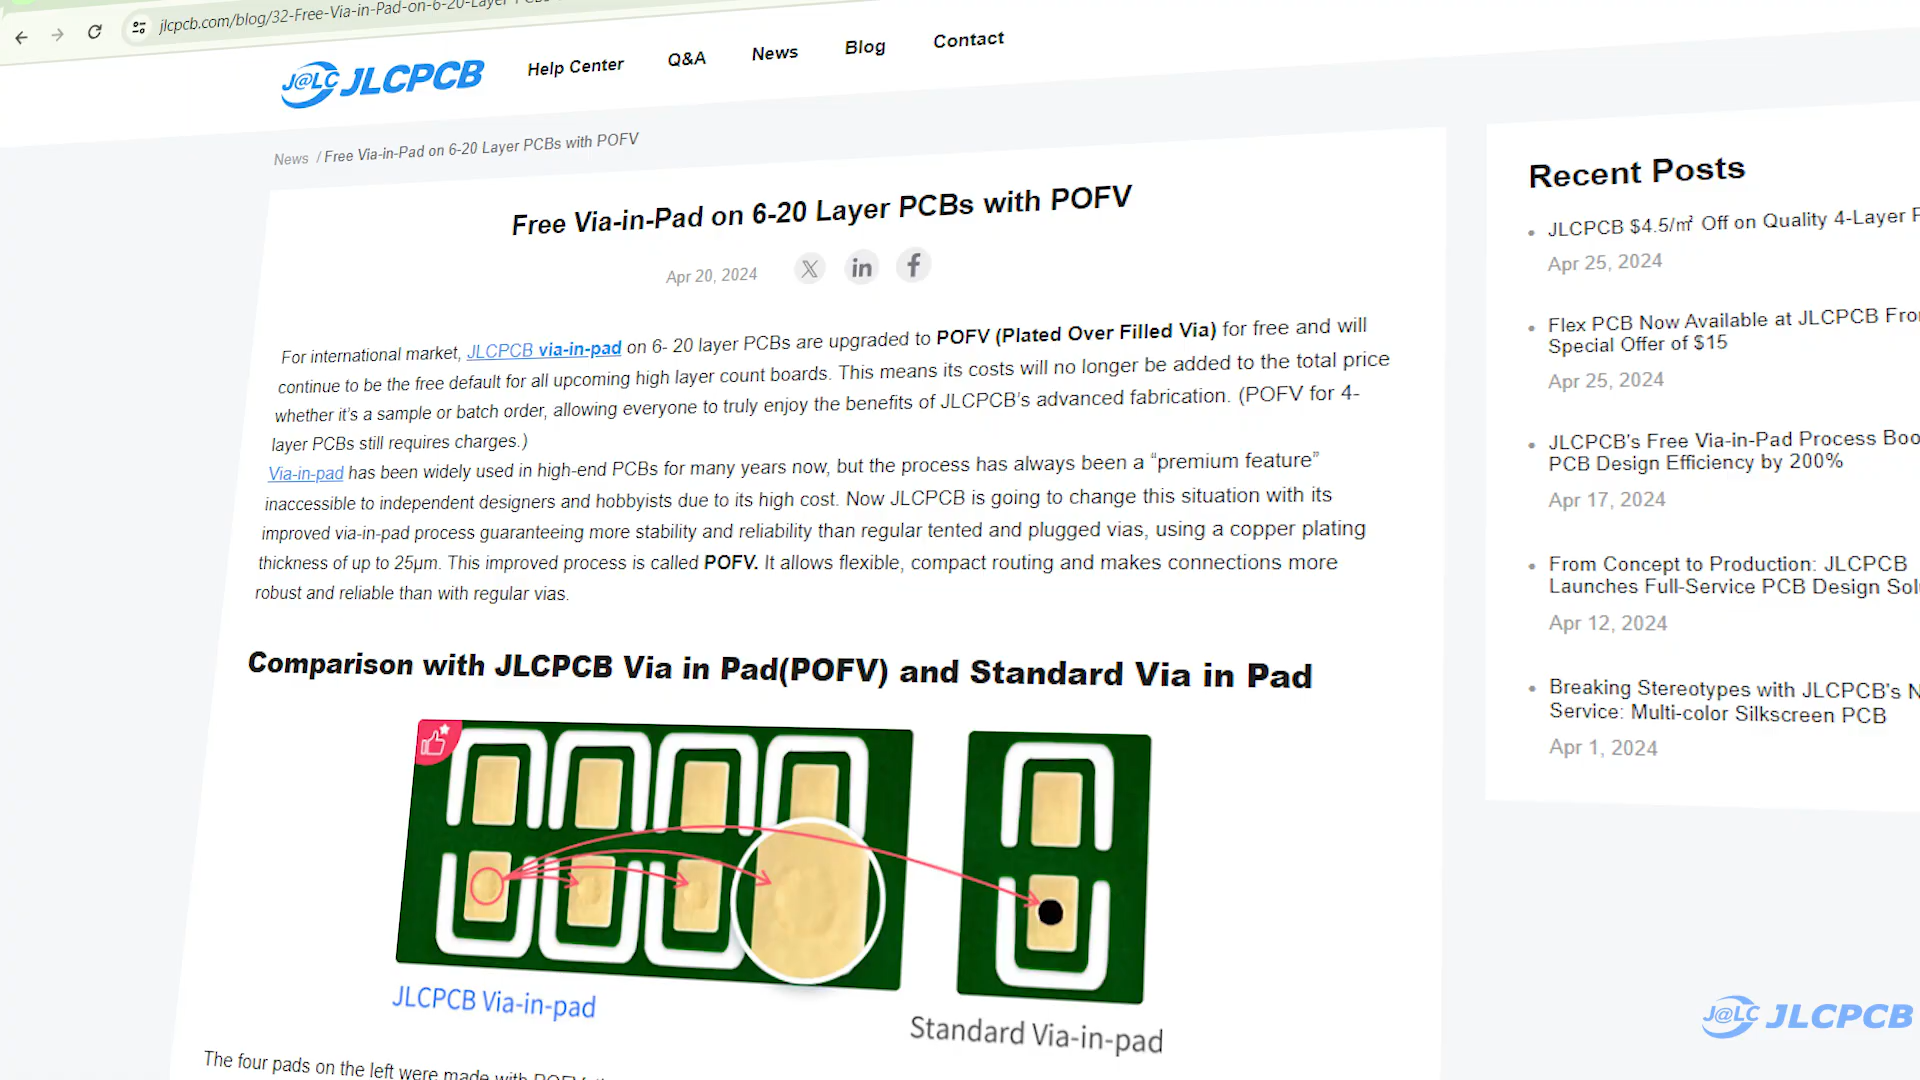 jlcpcb.com/blog/32-Free-Via-in-Pad-on-6-20-Layer
J@LC JLCPCB
Help Center
Q&A
News
Blog
Contact
News / Free Via-in-Pad on 6-20 Layer PCBs with POFV
Free Via-in-Pad on 6-20 Layer PCBs with POFV
Apr 20, 2024
For international market, JLCPCB via-in-pad on 6- 20 layer PCBs are upgraded to POFV (Plated Over Filled Via) for free and will
continue to be the free default for all upcoming high layer count boards. This means its costs will no longer be added to the total price
whether it’s a sample or batch order, allowing everyone to truly enjoy the benefits of JLCPCB’s advanced fabrication. (POFV for 4-
layer PCBs still requires charges.)
Via-in-pad has been widely used in high-end PCBs for many years now, but the process has always been a “premium feature”
inaccessible to independent designers and hobbyists due to its high cost. Now JLCPCB is going to change this situation with its
improved via-in-pad process guaranteeing more stability and reliability than regular tented and plugged vias, using a copper plating
thickness of up to 25μm. This improved process is called POFV. It allows flexible, compact routing and makes connections more
robust and reliable than with regular vias.
Comparison with JLCPCB Via in Pad(POFV) and Standard Via in Pad
JLCPCB Via-in-pad
Standard Via-in-pad
The four pads on the left were made with POFV
Recent Posts
JLCPCB $4.5/㎡ Off on Quality 4-Layer
Apr 25, 2024
Flex PCB Now Available at JLCPCB
Special Offer of $15
Apr 25, 2024
JLCPCB's Free Via-in-Pad Process
PCB Design Efficiency by 200%
Apr 17, 2024
From Concept to Production: JLCPCB
Launches Full-Service PCB Design
Apr 12, 2024
Breaking Stereotypes with JLCPCB's
Service: Multi-color Silkscreen PCB
Apr 1, 2024
J@LC JLCPCB